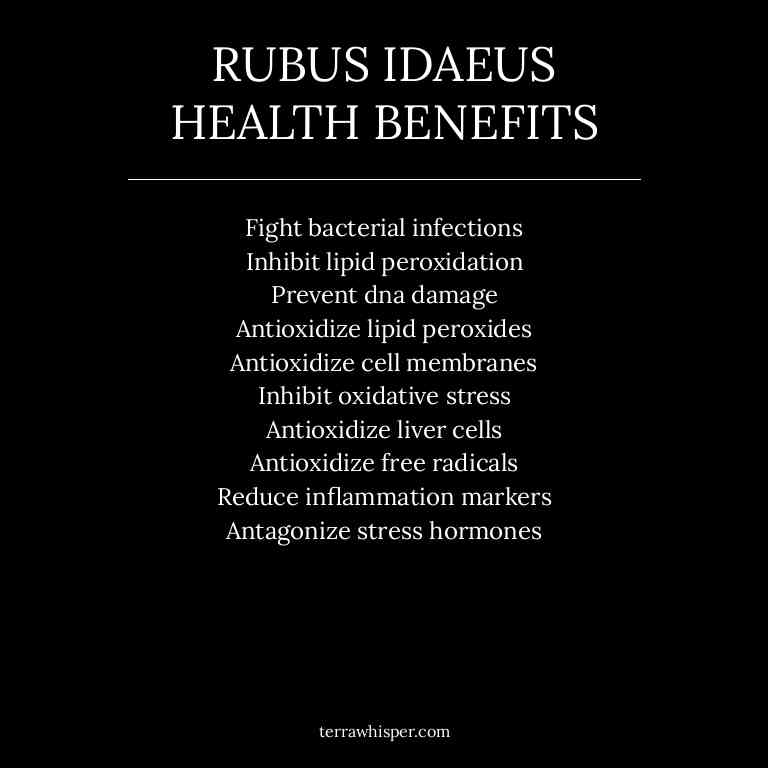 RUBUS IDAEUS
HEALTH BENEFITS
Fight bacterial infections
Inhibit lipid peroxidation
Prevent dna damage
Antioxidize lipid peroxides
Antioxidize cell membranes
Inhibit oxidative stress
Antioxidize liver cells
Antioxidize free radicals
Reduce inflammation markers
Antagonize stress hormones
terrawhisper.com